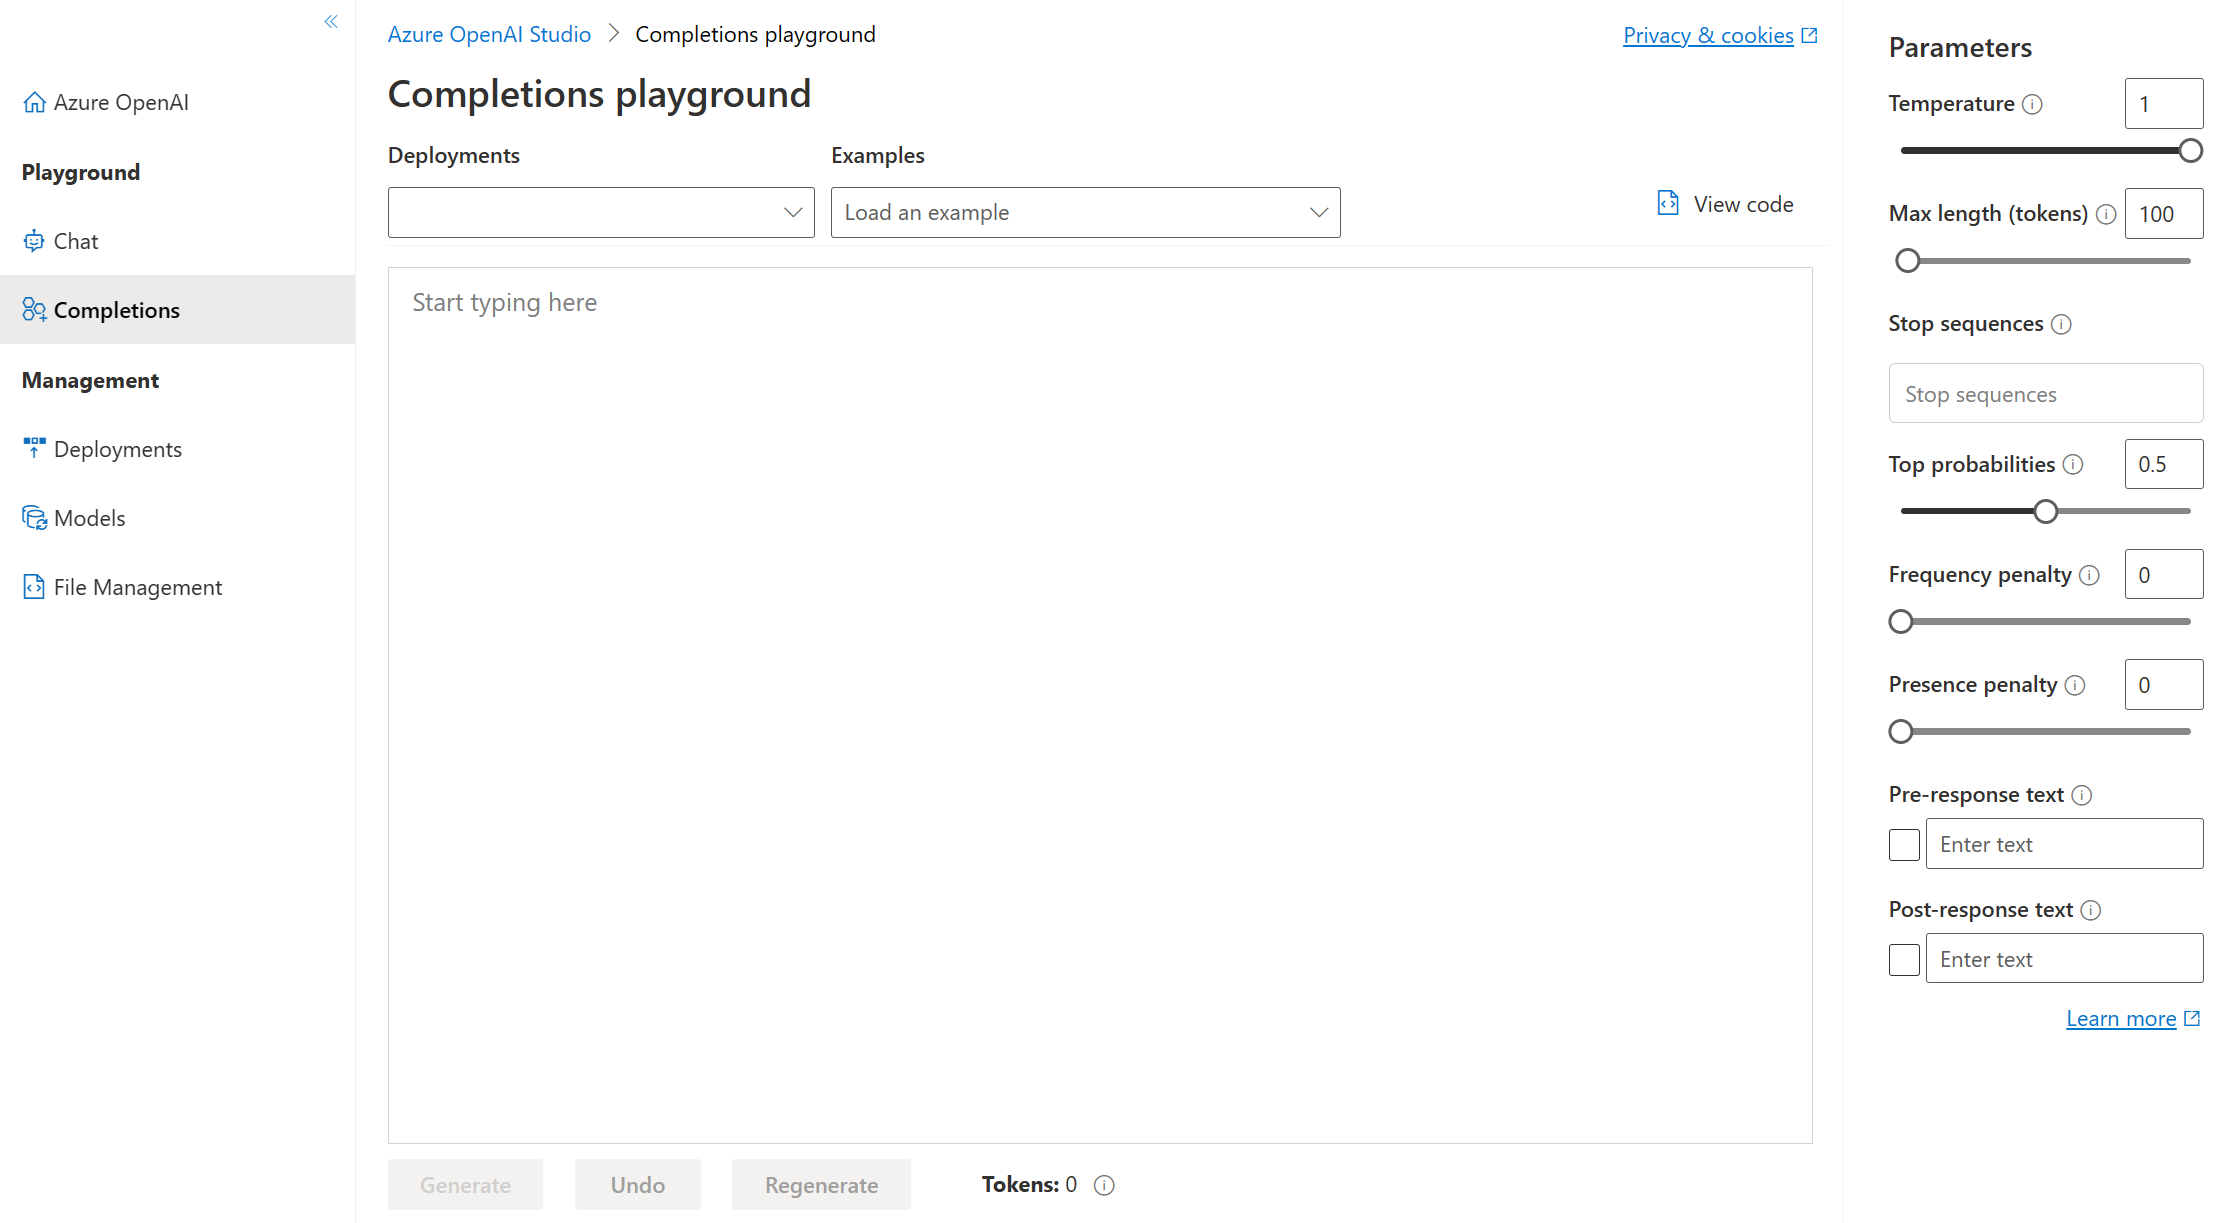 Azure OpenAI
Playground
Chat
Completions
Management
Deployments
Models
File Management
Azure OpenAI Studio > Completions playground
Privacy & cookies
Completions playground
Deployments
Examples
Load an example
View code
Start typing here
Generate
Undo
Regenerate
Tokens: 0
Parameters
Temperature
1
Max length (tokens)
100
Stop sequences
Stop sequences
Top probabilities
0.5
Frequency penalty
0
Presence penalty
0
Pre-response text
Enter text
Post-response text
Enter text
Learn more